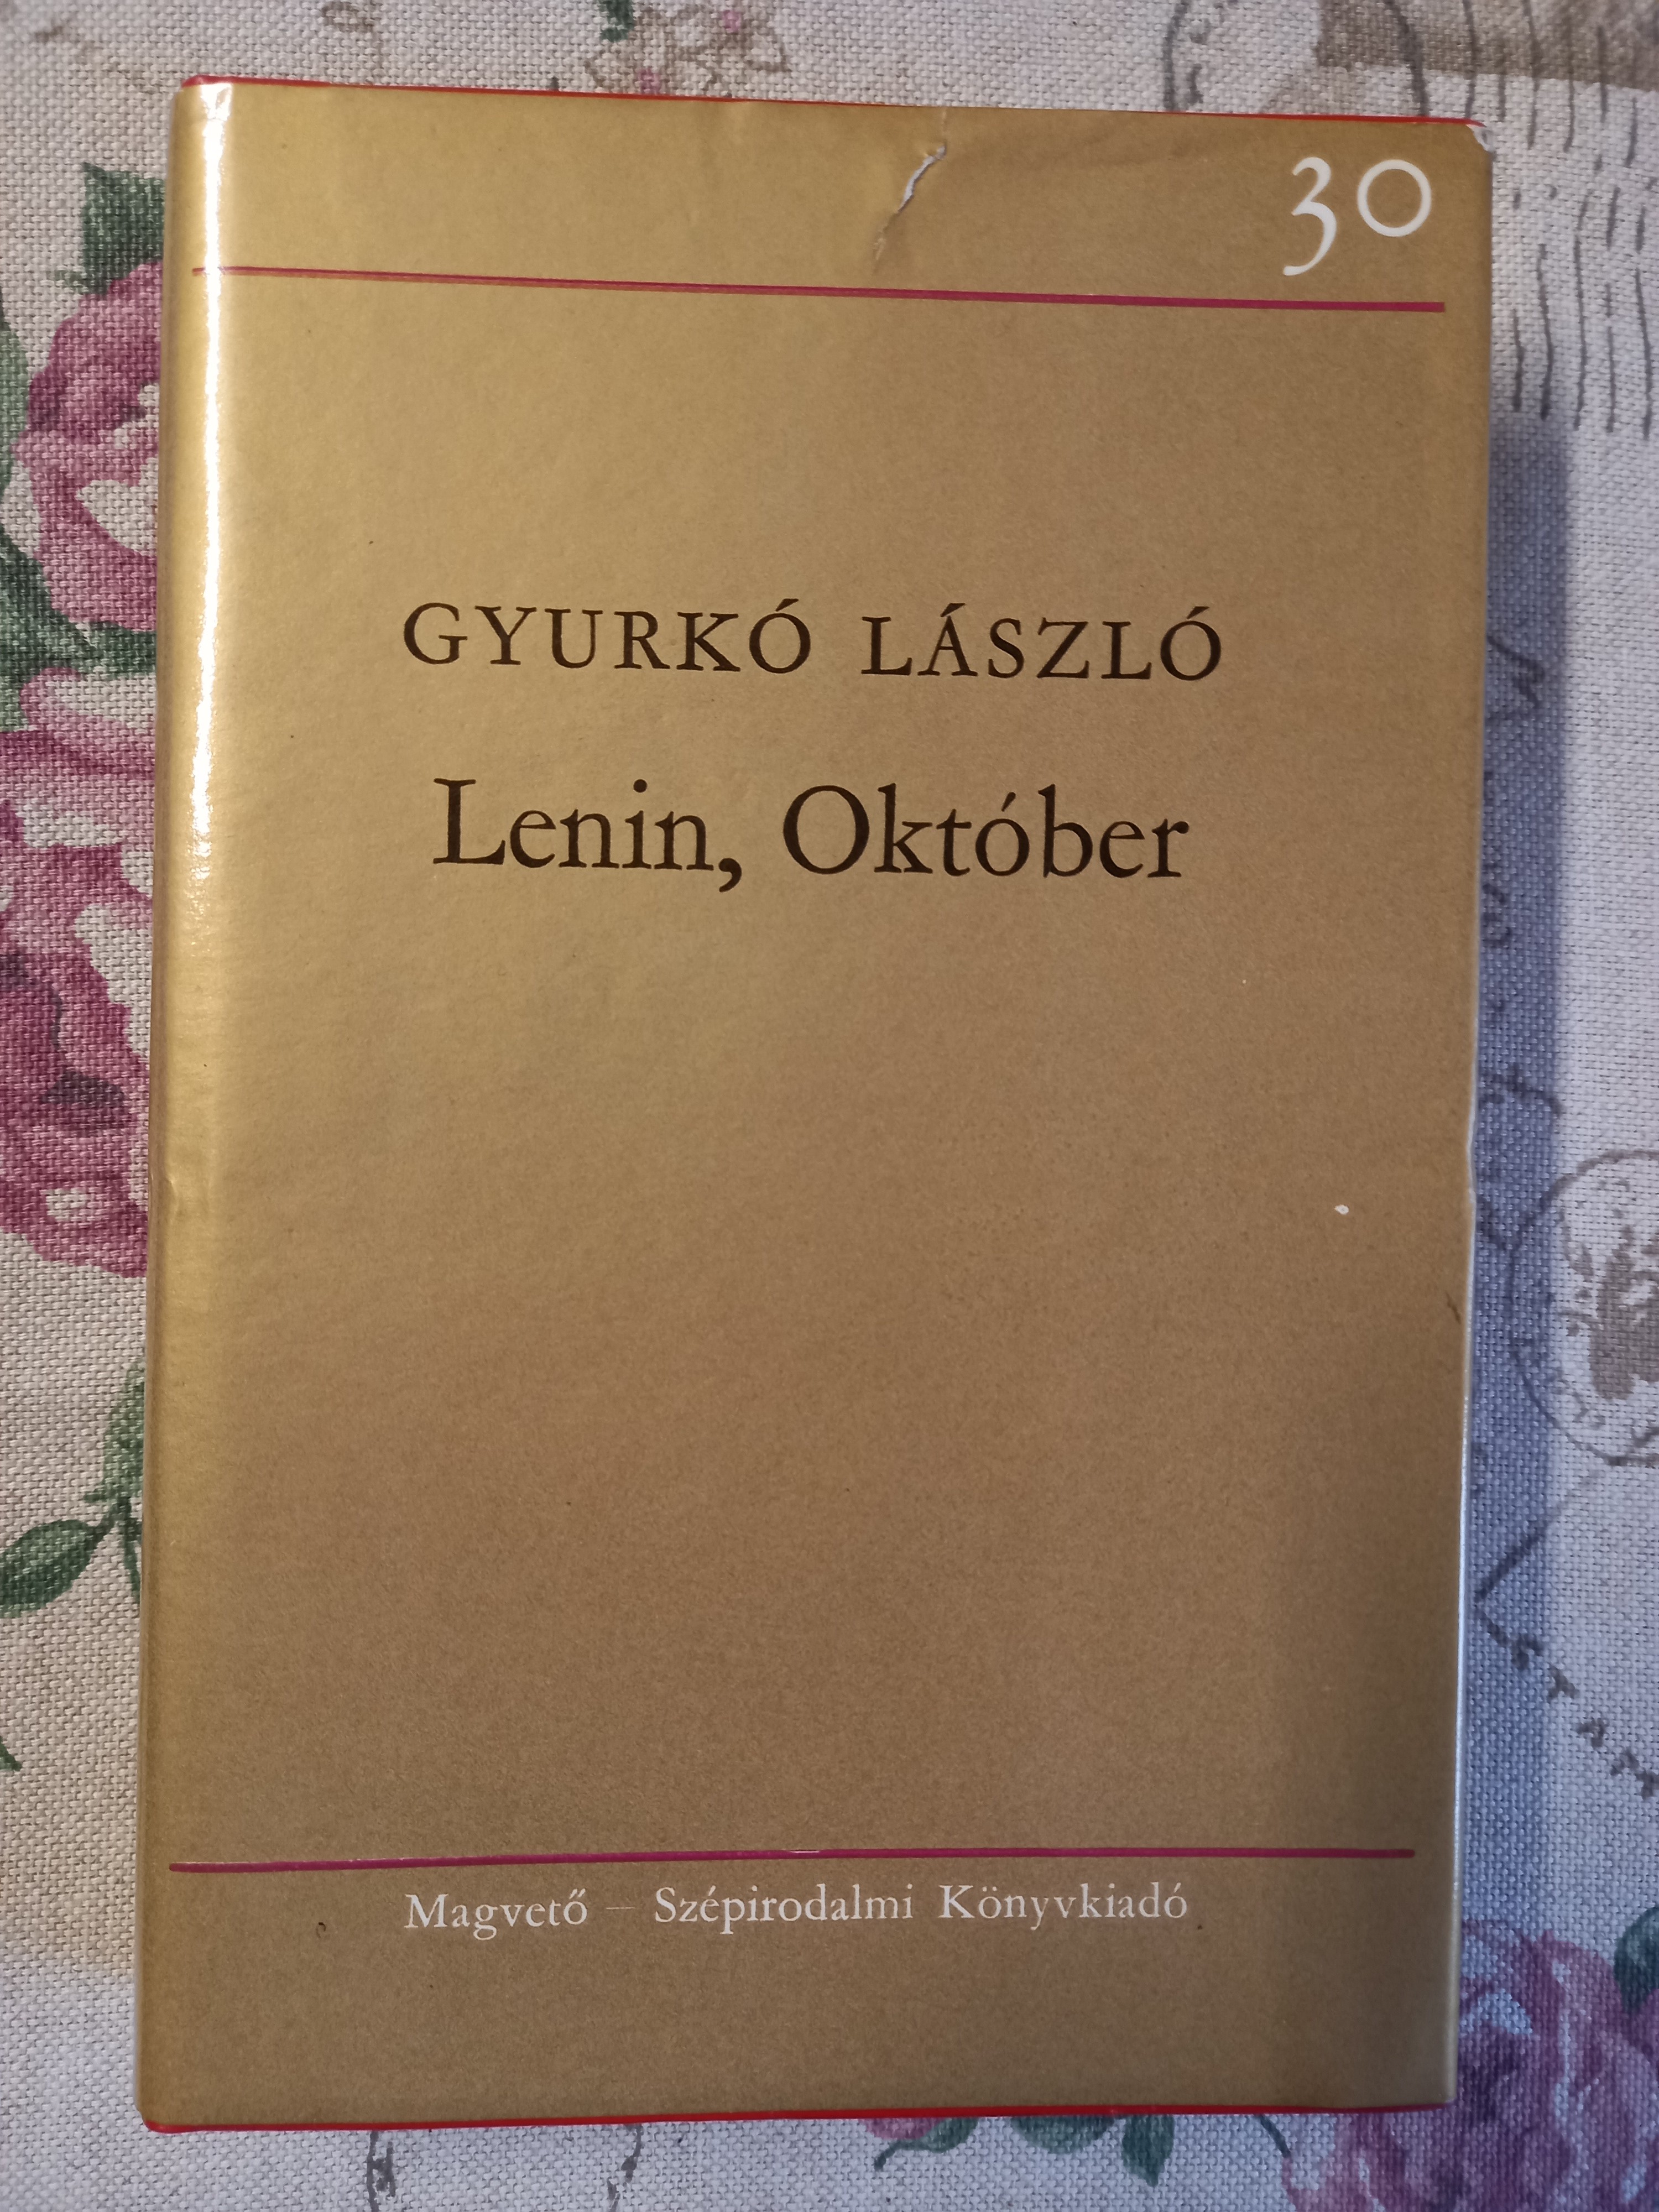 30
GYURKÓ LÁSZLÓ
Lenin, Október
Magvető – Szépirodalmi Könyvkiadó